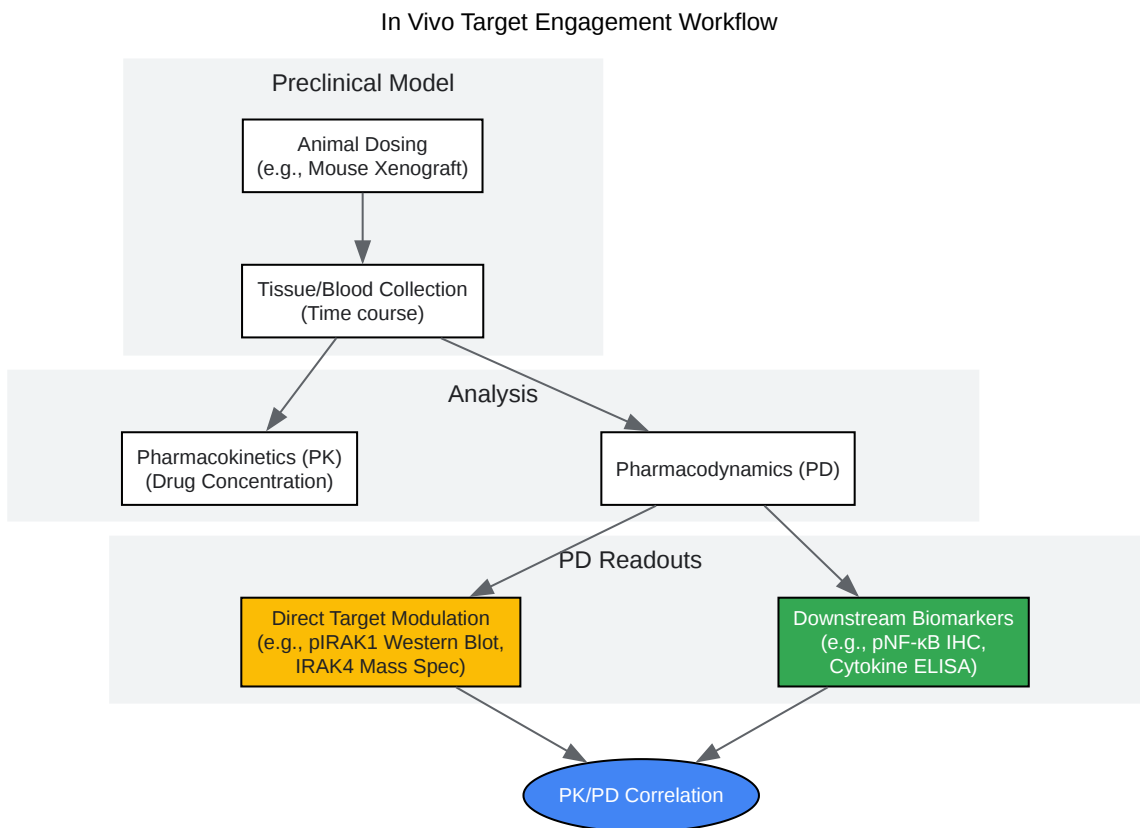 In Vivo Target Engagement Workflow
Preclinical Model
Animal Dosing
(e.g., Mouse Xenograft)
Tissue/Blood Collection
(Time course)
Analysis
Pharmacokinetics (PK)
(Drug Concentration)
Pharmacodynamics (PD)
PD Readouts
Direct Target Modulation
(e.g., pIRAK1 Western Blot,
IRAK4 Mass Spec)
Downstream Biomarkers
(e.g., pNF-κB IHC,
Cytokine ELISA)
PK/PD Correlation